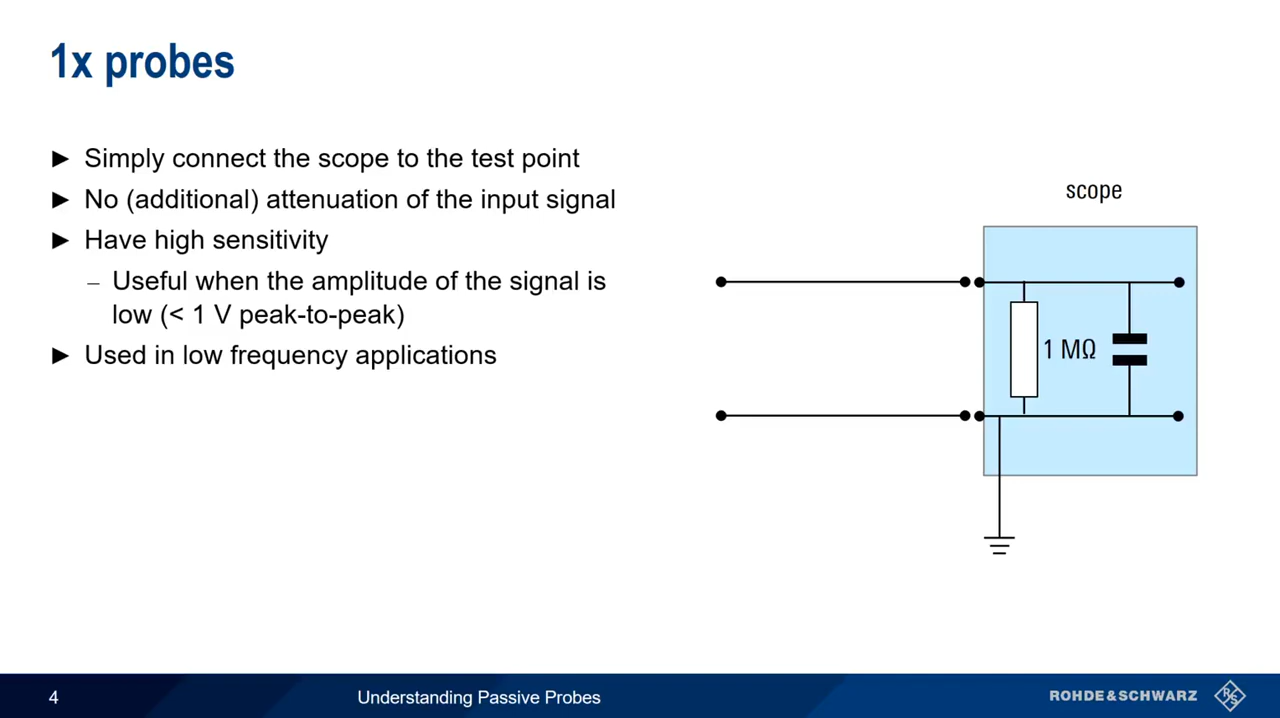 1x probes
► Simply connect the scope to the test point
► No (additional) attenuation of the input signal
► Have high sensitivity
– Useful when the amplitude of the signal is
low (< 1 V peak-to-peak)
► Used in low frequency applications
scope
1 MΩ
4
Understanding Passive Probes
ROHDE&SCHWARZ
R&S